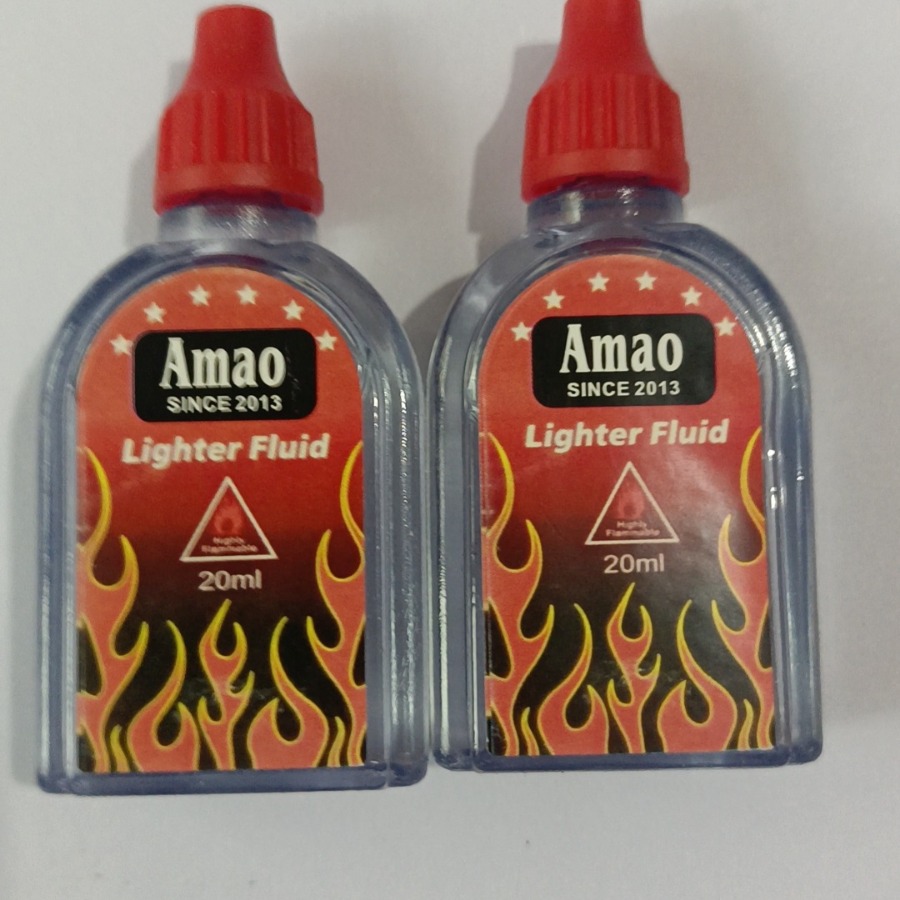 Amao
SINCE 2013
Lighter Fluid
Highly
Flammable
20ml
Amao
SINCE 2013
Lighter Fluid
Highly
Flammable
20ml